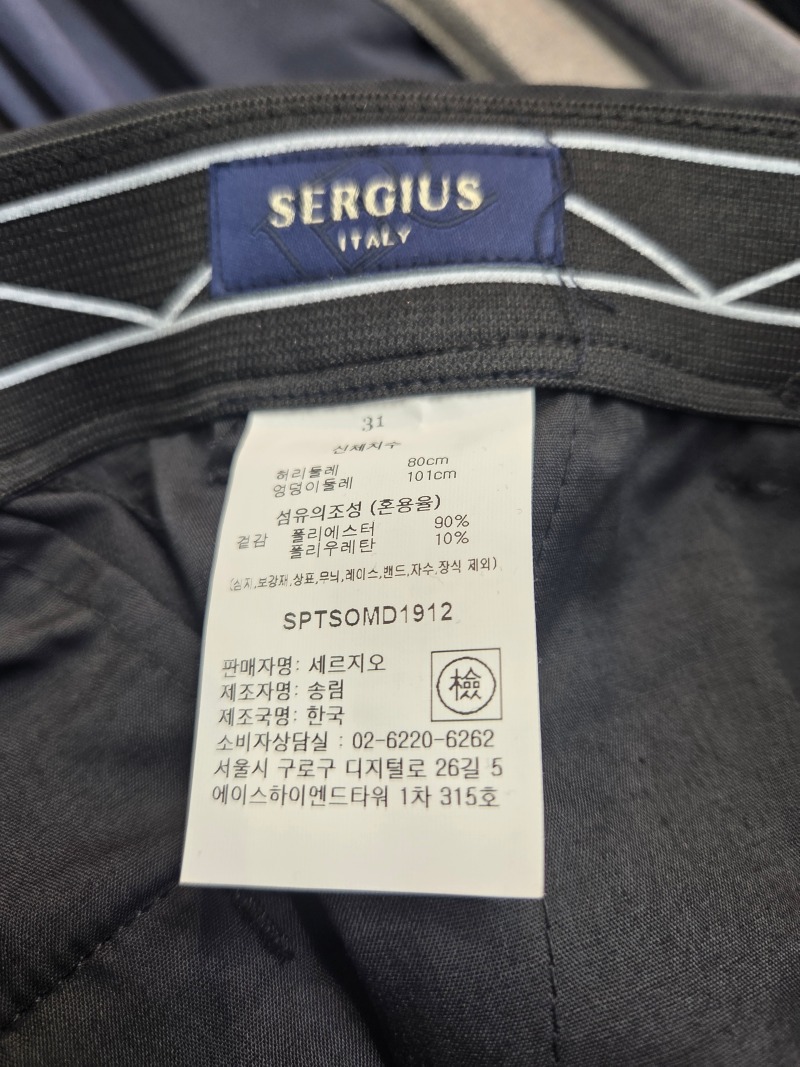 SERGIUS
ITALY
31
신체치수
허리둘레 80cm
엉덩이둘레 101cm
섬유의조성 (혼용율)
겉감 폴리에스터 90%
폴리우레탄 10%
(심지,보강재,상표,무늬,레이스,밴드,자수,장식 제외)
SPTSOMD1912
판매자명: 세르지오
제조자명: 송림
檢
제조국명: 한국
소비자상담실 : 02-6220-6262
서울시 구로구 디지털로 26길 5
에이스하이엔드타워 1차 315호